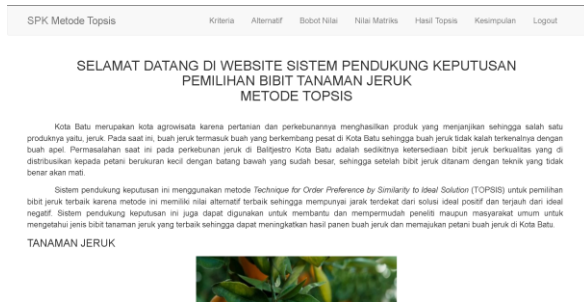 SPK Metode Topsis Kriteria Alternatif Bobot Nilai Nilai Matriks Hasil Topsis Kesimpulan Logout
SELAMAT DATANG DI WEBSITE SISTEM PENDUKUNG KEPUTUSAN
PEMILIHAN BIBIT TANAMAN JERUK
METODE TOPSIS
Kota Batu merupakan kota agrowisata karena pertanian dan perkebunannya menghasilkan produk yang menjanjikan sehingga salah satu
produknya yaitu, jeruk. Pada saat ini, buah jeruk termasuk buah yang berkembang pesat di Kota Batu sehingga buah jeruk tidak kalah terkenalnya dengan
buah apel. Permasalahan saat ini pada perkebunan jeruk di Balitjestro Kota Batu adalah sedikitnya ketersediaan bibit jeruk berkualitas yang di
distribusikan kepada petani berukuran kecil dengan batang bawah yang sudah besar, sehingga setelah bibit jeruk ditanam dengan teknik yang tidak
benar akan mati.
Sistem pendukung keputusan ini menggunakan metode Technique for Order Preference by Similarity to Ideal Solution (TOPSIS) untuk pemilihan
bibit jeruk terbaik karena metode ini memiliki nilai alternatif terbaik sehingga mempunyai jarak terdekat dari solusi ideal positif dan terjauh dari ideal
negatif. Sistem pendukung keputusan ini juga dapat digunakan untuk membantu dan mempermudah peneliti maupun masyarakat umum untuk
mengetahui jenis bibit tanaman jeruk yang terbaik sehingga dapat meningkatkan hasil panen buah jeruk dan memajukan petani buah jeruk di Kota Batu.
TANAMAN JERUK